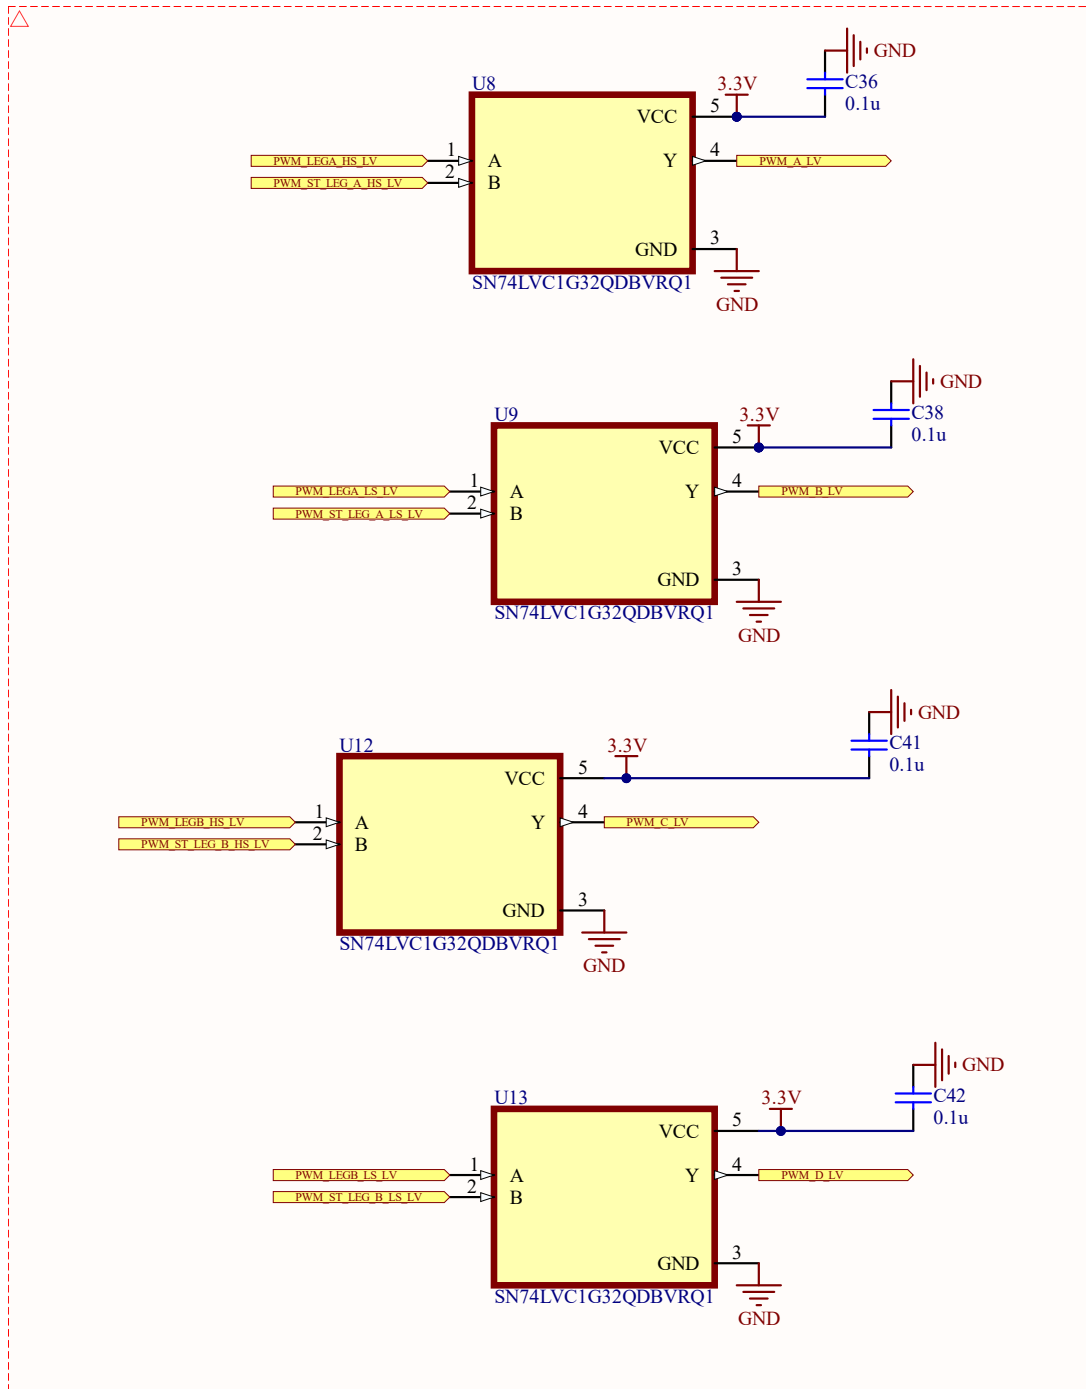 GND
C36
0.1u
U8
3.3V
VCC 5
PWM_LEGA_HS_LV 1 A Y 4 PWM_A_LV
PWM_ST_LEG_A_HS_LV 2 B
GND 3
SN74LVC1G32QDBVRQ1
GND
GND
C38
0.1u
U9
3.3V
VCC 5
PWM_LEGA_LS_LV 1 A Y 4 PWM_B_LV
PWM_ST_LEG_A_LS_LV 2 B
GND 3
SN74LVC1G32QDBVRQ1
GND
GND
C41
0.1u
U12
3.3V
VCC 5
PWM_LEGB_HS_LV 1 A Y 4 PWM_C_LV
PWM_ST_LEG_B_HS_LV 2 B
GND 3
SN74LVC1G32QDBVRQ1
GND
GND
C42
0.1u
U13
3.3V
VCC 5
PWM_LEGB_LS_LV 1 A Y 4 PWM_D_LV
PWM_ST_LEG_B_LS_LV 2 B
GND 3
SN74LVC1G32QDBVRQ1
GND